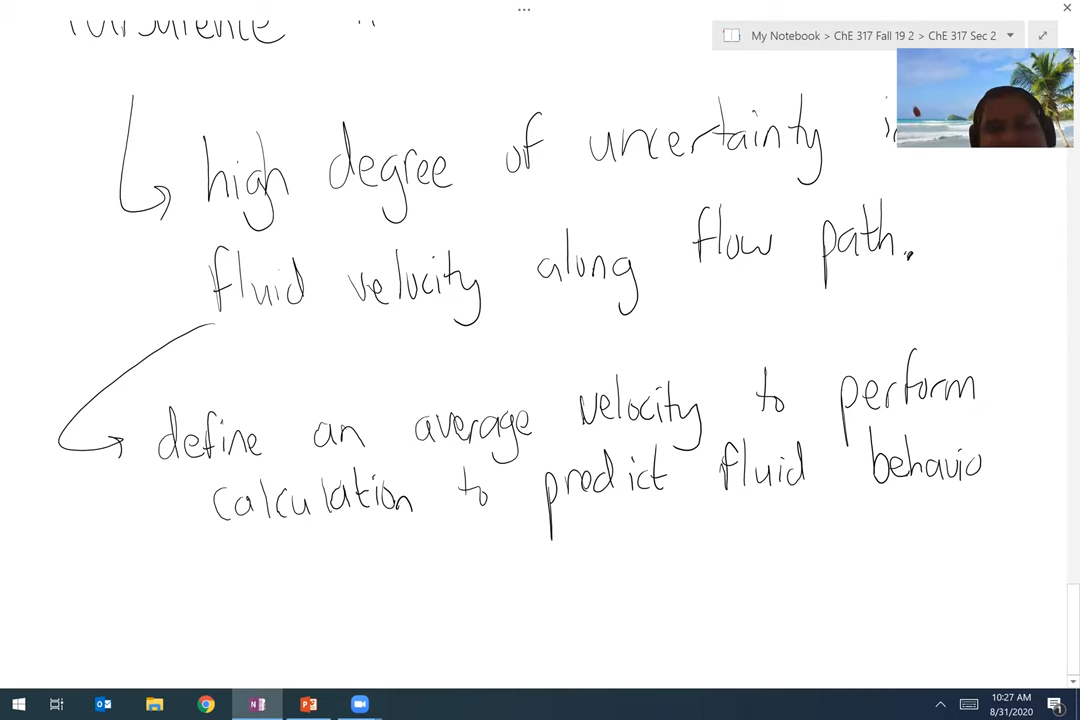 My Notebook > ChE 317 Fall 19 2 > ChE 317 Sec 2
high degree of uncertainty
fluid velocity along flow path.
define an average velocity to perform
calculation to predict fluid behavio
10:27 AM
8/31/2020